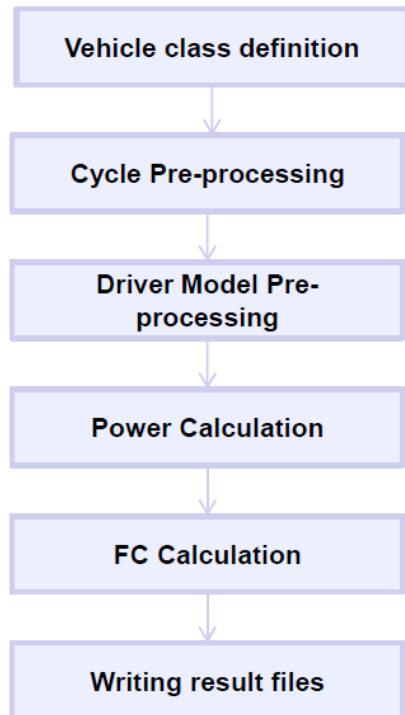 Vehicle class definition
Cycle Pre-processing
Driver Model Pre-
processing
Power Calculation
FC Calculation
Writing result files